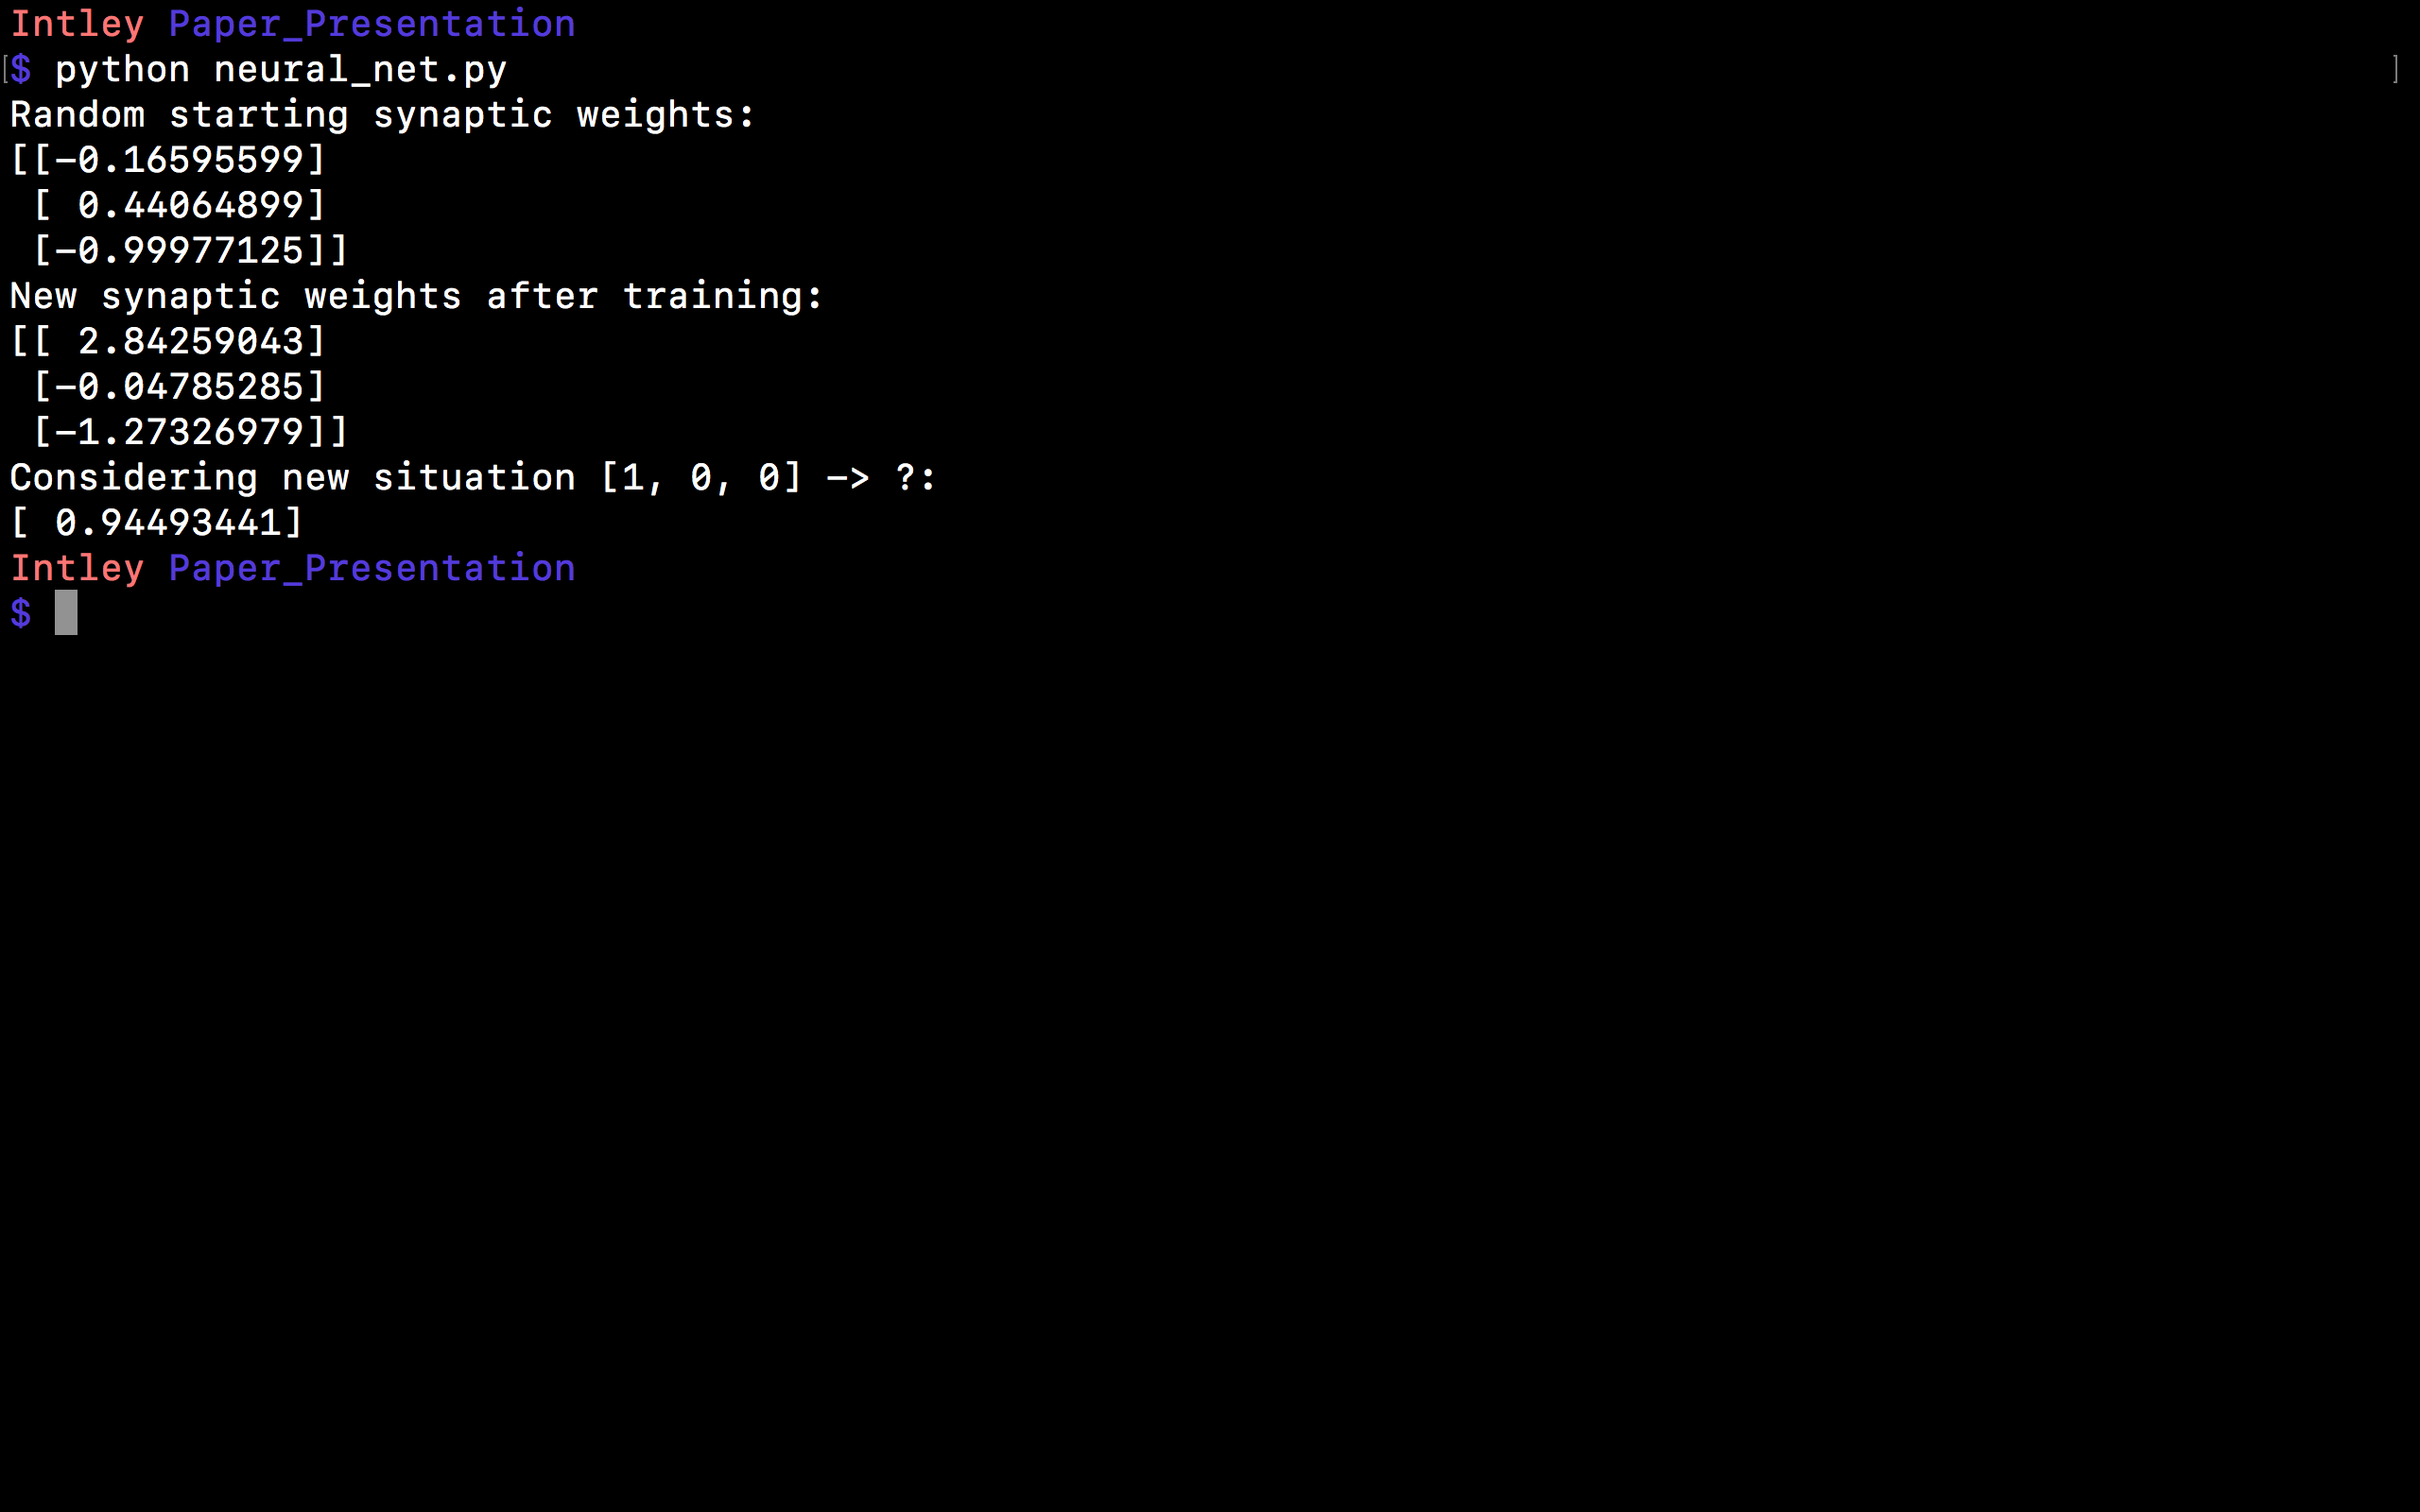 Intley Paper_Presentation
[$ python neural_net.py ]
Random starting synaptic weights:
[[-0.16595599]
 [ 0.44064899]
 [-0.99977125]]
New synaptic weights after training:
[[ 2.84259043]
 [-0.04785285]
 [-1.27326979]]
Considering new situation [1, 0, 0] -> ?:
[ 0.94493441]
Intley Paper_Presentation
$